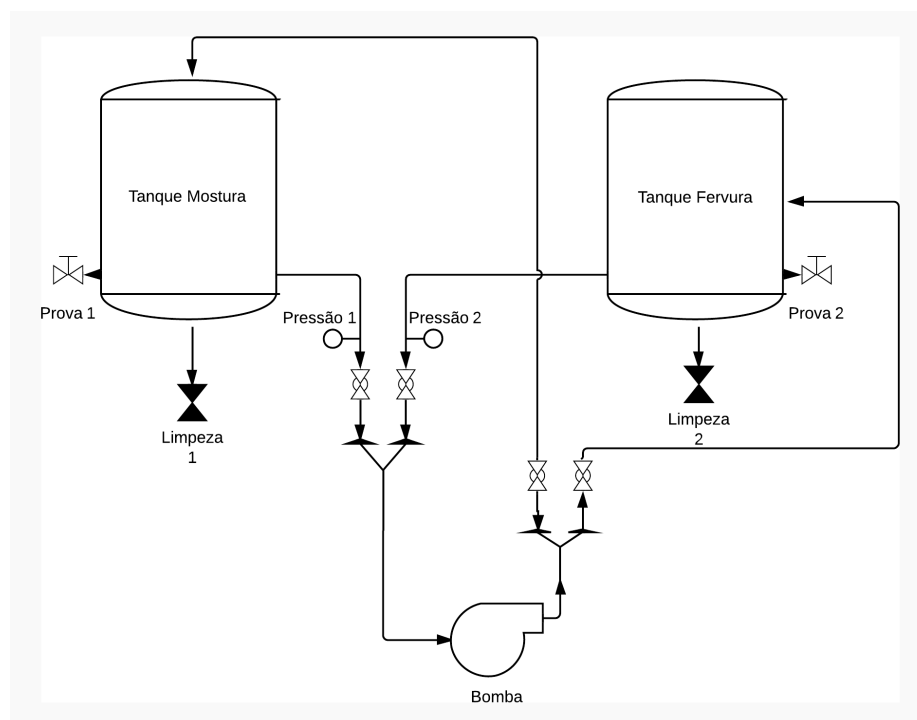 Tanque Mostura
Tanque Fervura
Prova 1
Pressão 1
Pressão 2
Prova 2
Limpeza
1
Limpeza
2
Bomba